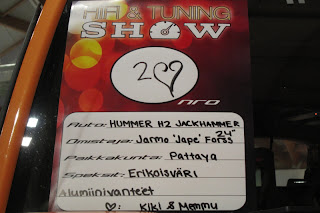 HIFI & TUNING
SHOW
209
nro
Auto: HUMMER H2 JACKHAMMER
24"
Omistaja: Jarmo 'Jape' Forss
Paikkakunta: Pattaya
Speksit: Erikoisväri
Alumiinivanteet
♡: Kiki & Memmu